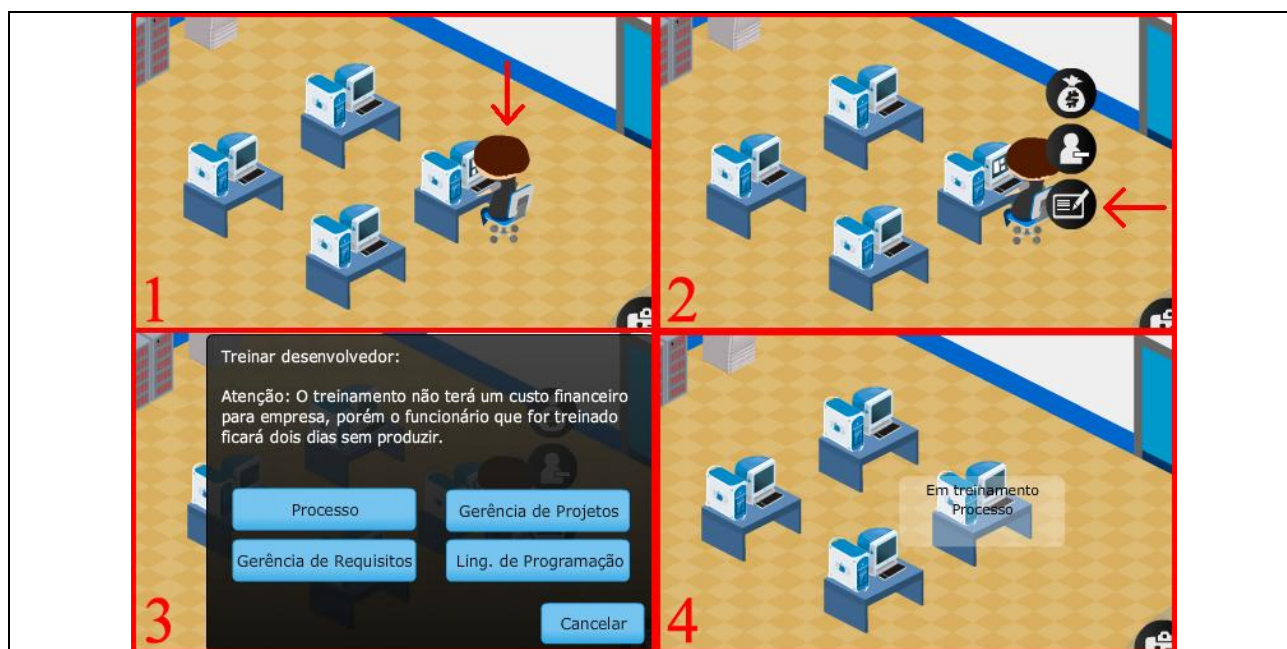 1
2
Treinar desenvolvedor:
Atenção: O treinamento não terá um custo financeiro
para empresa, porém o funcionário que for treinado
ficará dois dias sem produzir.
Processo
Gerência de Projetos
Gerência de Requisitos
Ling. de Programação
Cancelar
3
Em treinamento
Processo
4